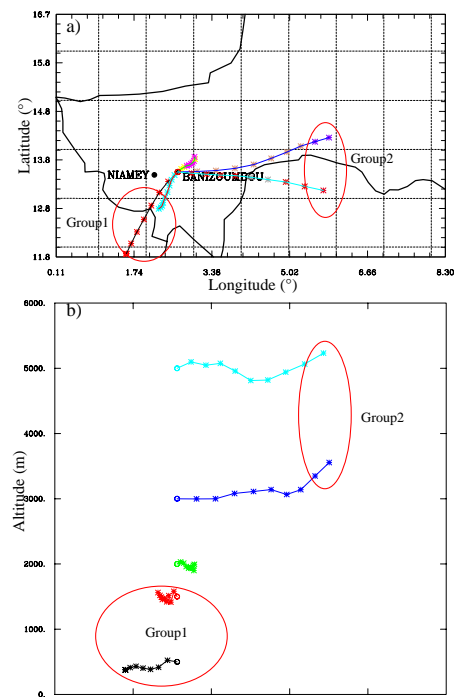 16.7
a)
15.8
14.8
13.8
12.8
11.8
Latitude (°)
NIAMEY
BANIZOUMBOU
Group1
Group2
0.11
1.74
3.38
5.02
6.66
8.30
Longitude (°)
6000.
b)
5000.
4000.
3000.
2000.
1000.
0.
Altitude (m)
Group2
Group1